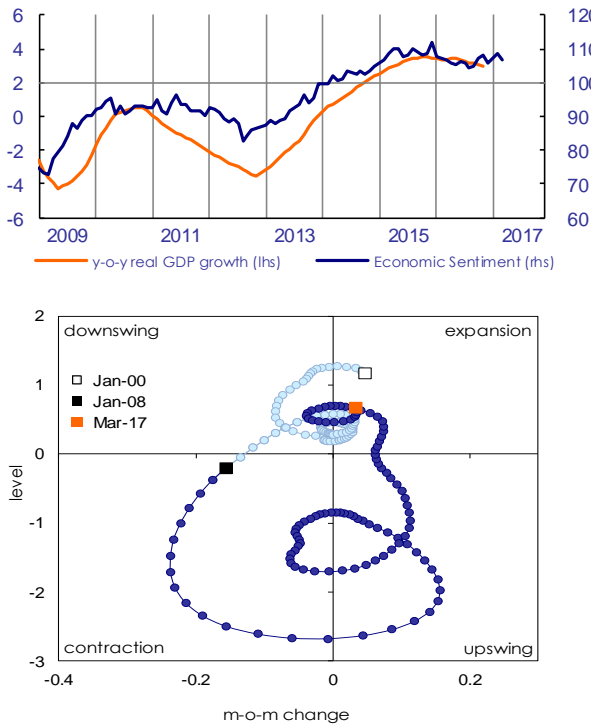 6 120
4 110
2 100
0 90
-2 80
-4 70
-6 60
2009 2011 2013 2015 2017
y-o-y real GDP growth (lhs) Economic Sentiment (rhs)
2
downswing expansion
Jan-00
Jan-08
Mar-17
1
0
level
-1
-2
contraction upswing
-3
-0.4 -0.2 0 0.2
m-o-m change